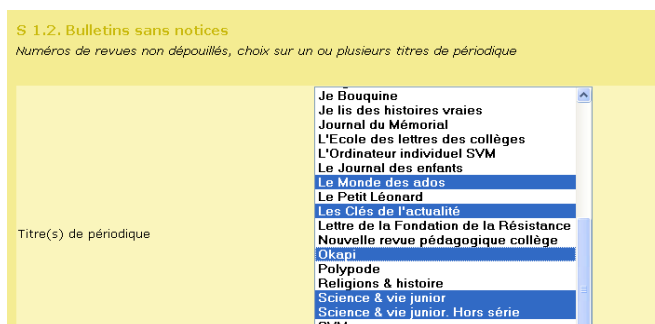 S 1.2. Bulletins sans notices
Numéros de revues non dépouillés, choix sur un ou plusieurs titres de périodique
Titre(s) de périodique
Je Bouquine
Je lis des histoires vraies
Journal du Mémorial
L'Ecole des lettres des collèges
L'Ordinateur individuel SVM
Le Journal des enfants
Le Monde des ados
Le Petit Léonard
Les Clés de l'actualité
Lettre de la Fondation de la Résistance
Nouvelle revue pédagogique collège
Okapi
Polypode
Religions & histoire
Science & vie junior
Science & vie junior. Hors série